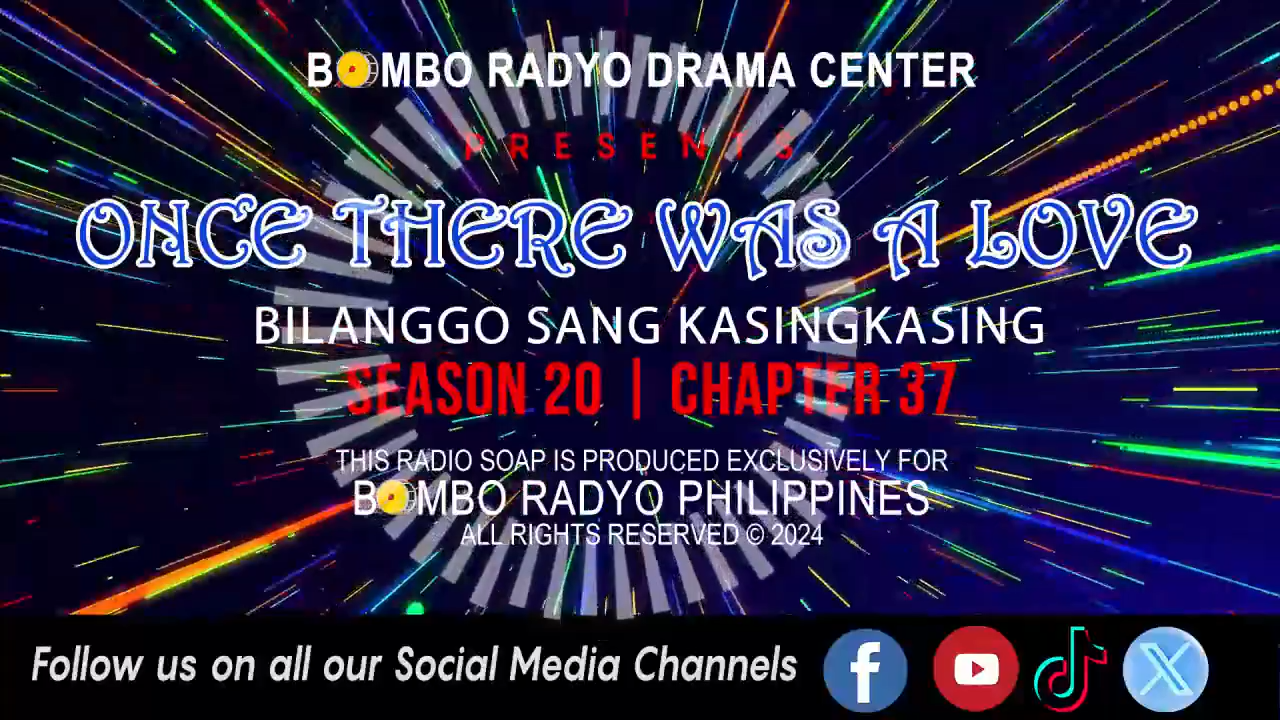 BOMBO RADYO DRAMA CENTER
PRESENTS
ONCE THERE WAS A LOVE
BILANGGO SANG KASINGKASING
SEASON 20 | CHAPTER 37
THIS RADIO SOAP IS PRODUCED EXCLUSIVELY FOR
BOMBO RADYO PHILIPPINES
ALL RIGHTS RESERVED © 2024
Follow us on all our Social Media Channels